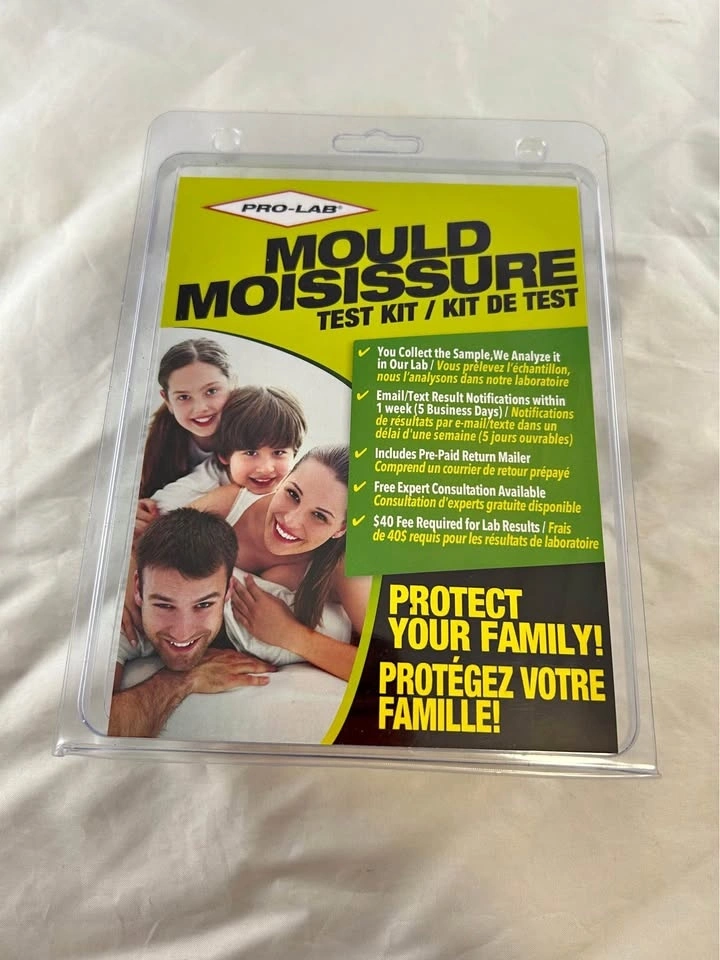 PRO-LAB®
MOULD
MOISISSURE
TEST KIT / KIT DE TEST
✓ You Collect the Sample,We Analyze it
in Our Lab / Vous prélevez l'échantillon,
nous l'analysons dans notre laboratoire
✓ Email/Text Result Notifications within
1 week (5 Business Days) / Notifications
de résultats par e-mail/texte dans un
délai d'une semaine (5 jours ouvrables)
✓ Includes Pre-Paid Return Mailer
Comprend un courrier de retour prépayé
✓ Free Expert Consultation Available
Consultation d'experts gratuite disponible
✓ $40 Fee Required for Lab Results / Frais
de 40$ requis pour les résultats de laboratoire
PROTECT
YOUR FAMILY!
PROTÉGEZ VOTRE
FAMILLE!